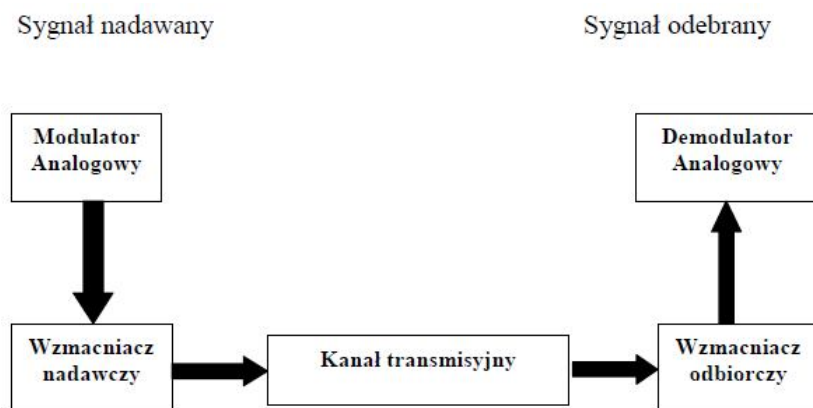 Sygnał nadawany
Sygnał odebrany
Modulator
Analogowy
Demodulator
Analogowy
Wzmacniacz
nadawczy
Kanał transmisyjny
Wzmacniacz
odbiorczy